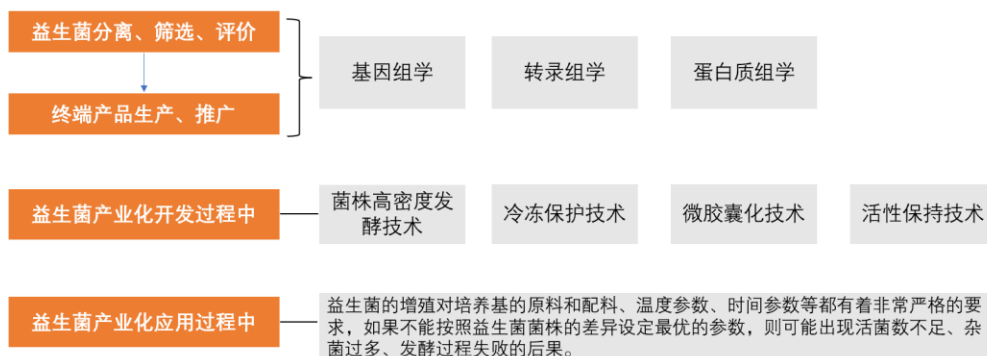 益生菌分离、筛选、评价
终端产品生产、推广
基因组学
转录组学
蛋白质组学
益生菌产业化开发过程中
菌株高密度发
酵技术
冷冻保护技术
微胶囊化技术
活性保持技术
益生菌产业化应用过程中
益生菌的增殖对培养基的原料和配料、温度参数、时间参数等都有着非常严格的要
求，如果不能按照益生菌菌株的差异设定最优的参数，则可能出现活菌数不足、杂
菌过多、发酵过程失败的后果。